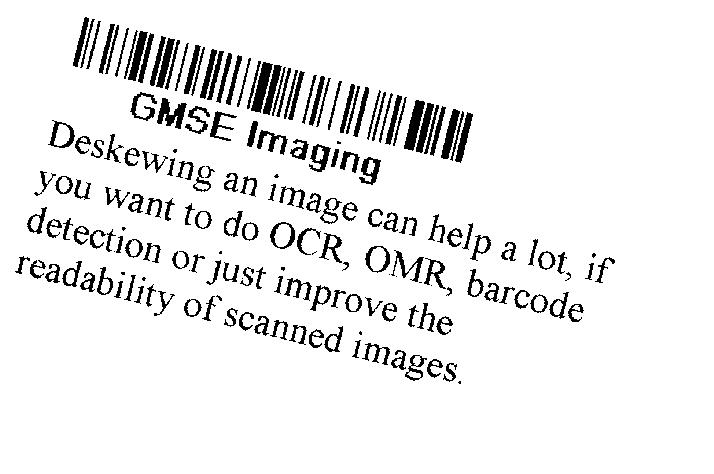 GMSE Imaging
Deskewing an image can help a lot, if
you want to do OCR, OMR, barcode
detection or just improve the
readability of scanned images.